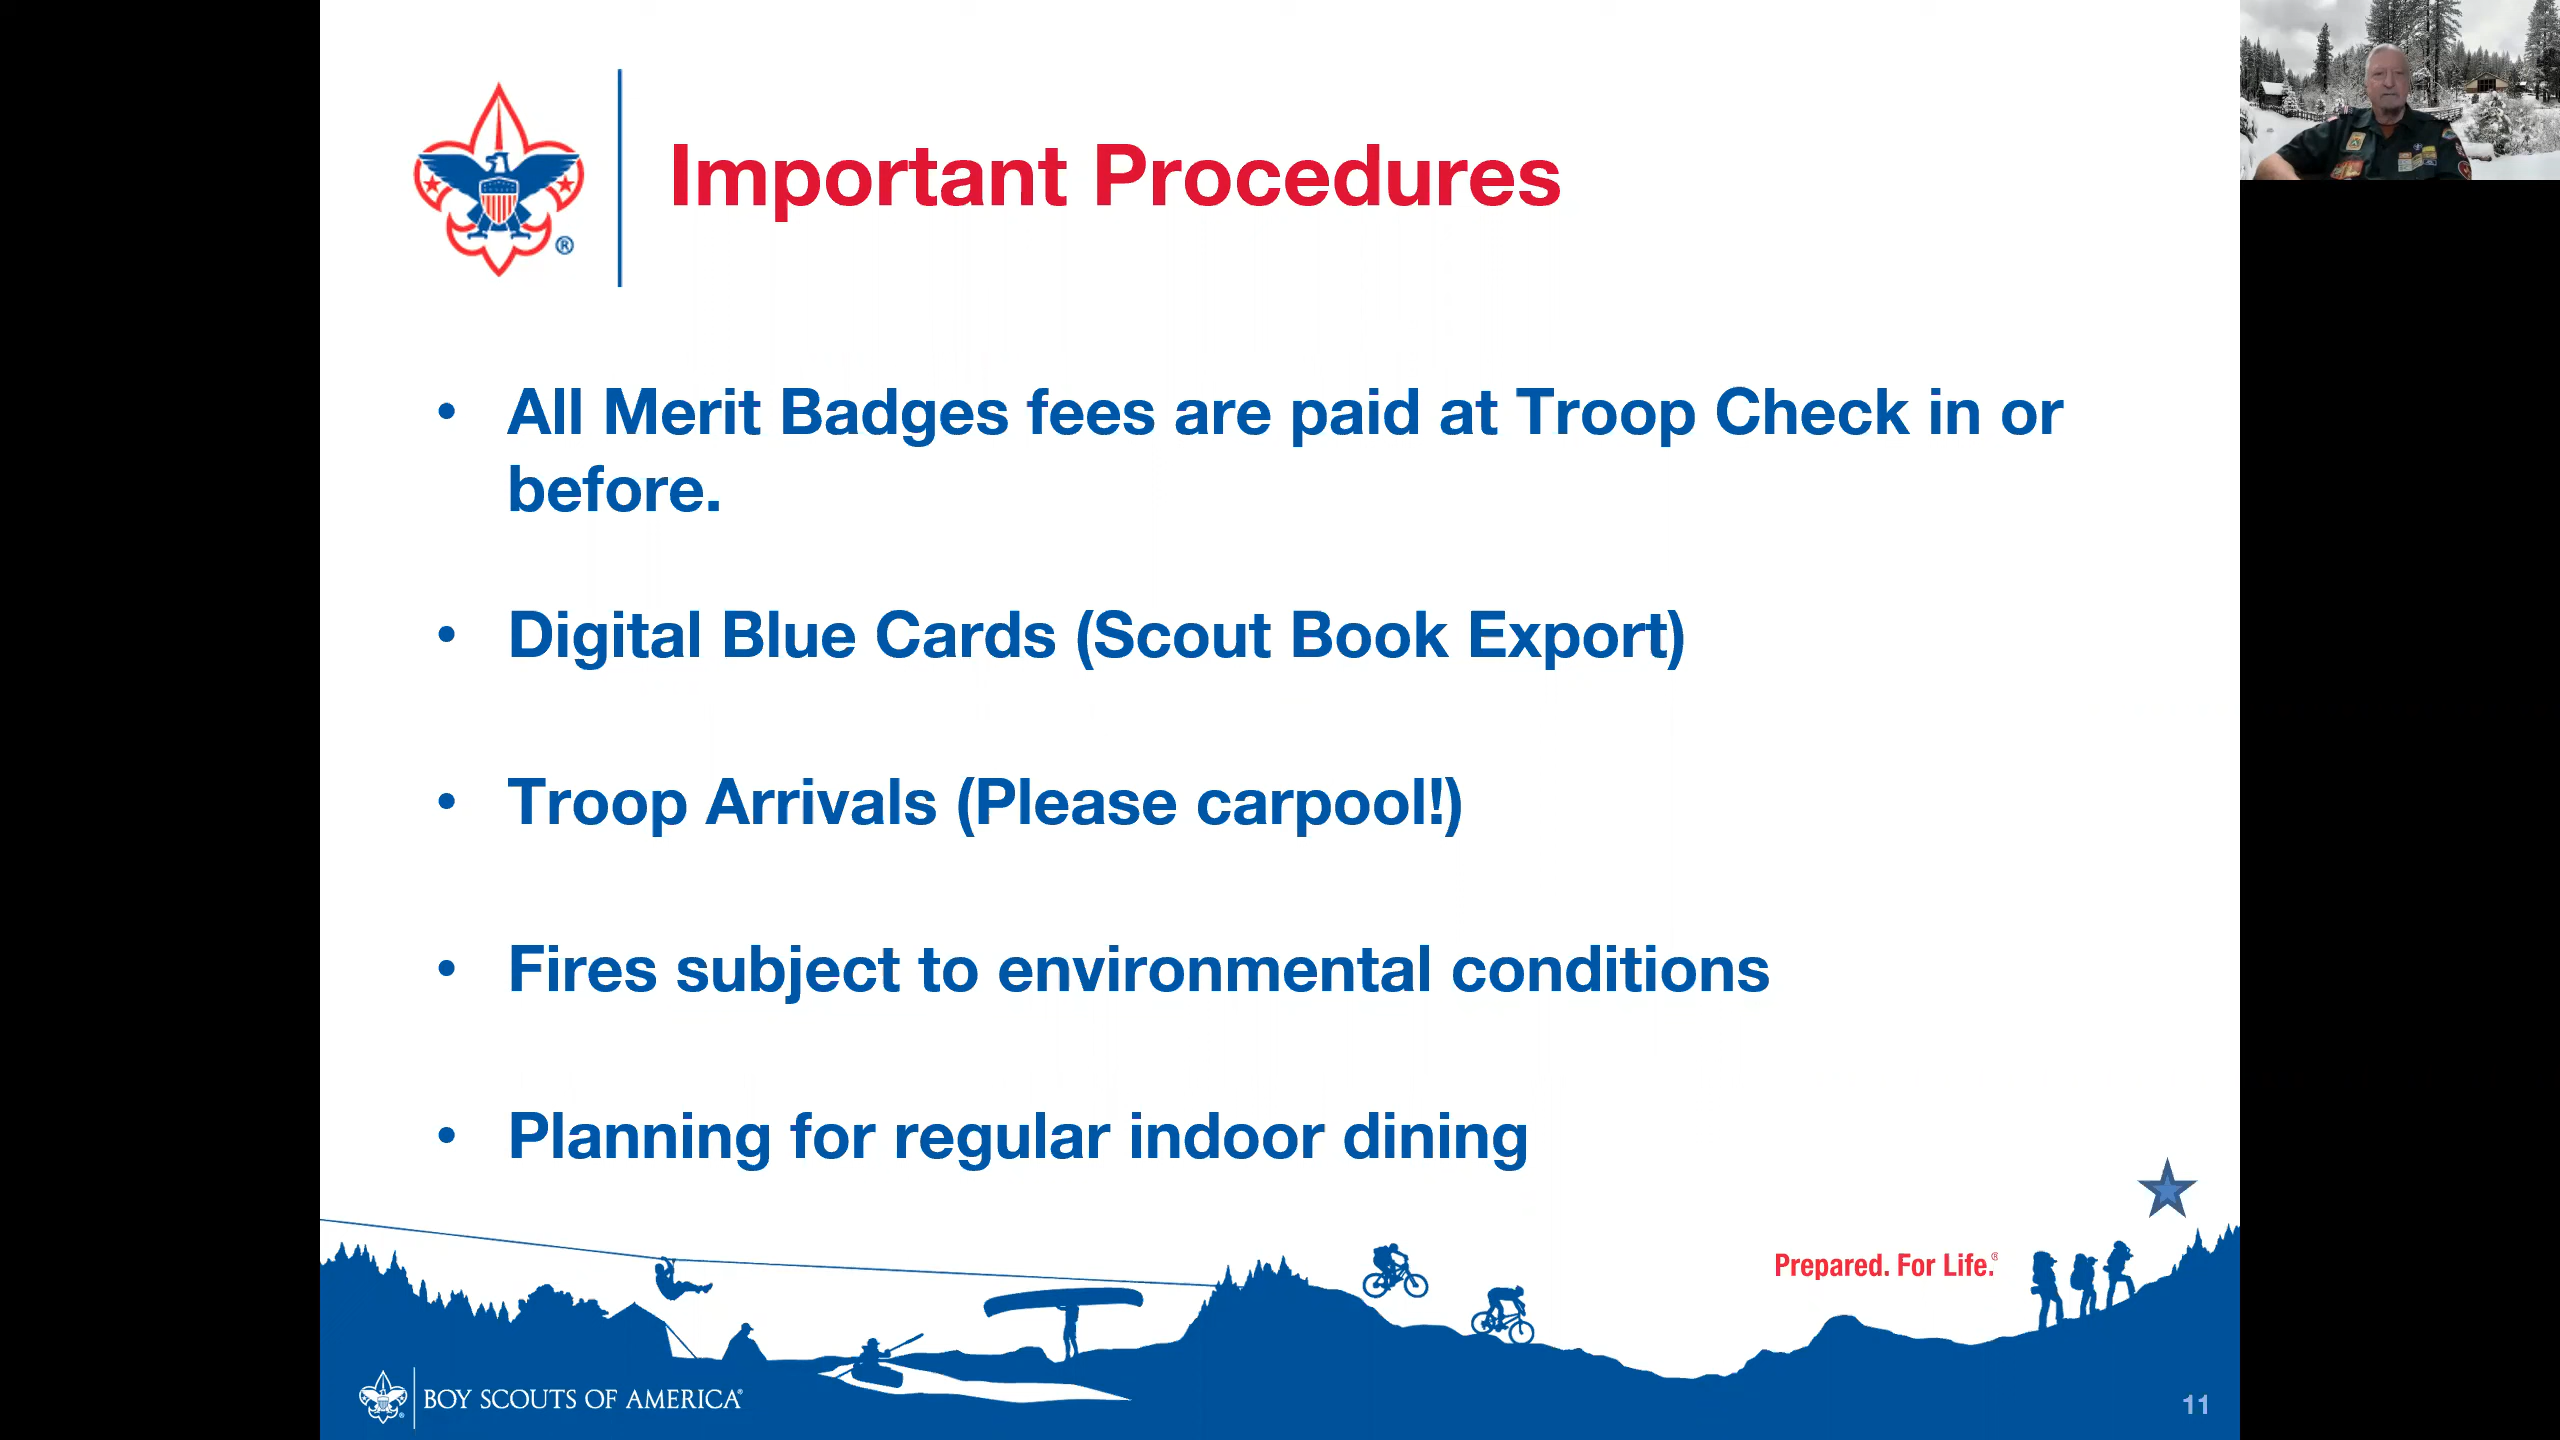 Important Procedures
• All Merit Badges fees are paid at Troop Check in or
before.
• Digital Blue Cards (Scout Book Export)
• Troop Arrivals (Please carpool!)
• Fires subject to environmental conditions
• Planning for regular indoor dining
Prepared. For Life.®
BOY SCOUTS OF AMERICA®
11